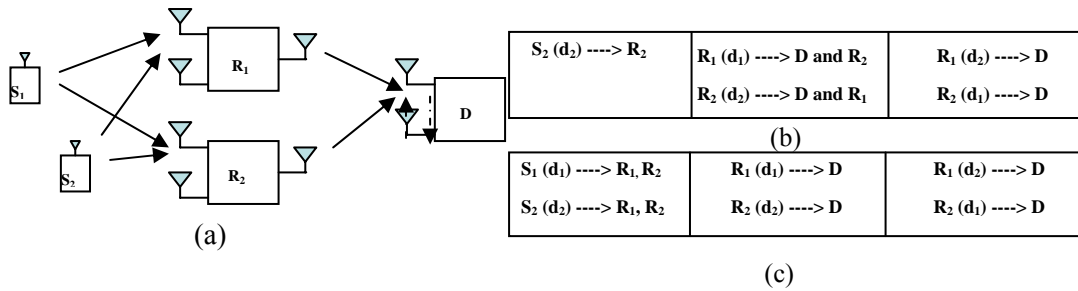 S₁
S₂
R₁
R₂
D
(a)
S₂ (d₂) ----> R₂
R₁ (d₁) ----> D and R₂
R₂ (d₂) ----> D and R₁
R₁ (d₂) ----> D
R₂ (d₁) ----> D
(b)
S₁ (d₁) ----> R₁, R₂
S₂ (d₂) ----> R₁, R₂
R₁ (d₁) ----> D
R₂ (d₂) ----> D
R₁ (d₂) ----> D
R₂ (d₁) ----> D
(c)